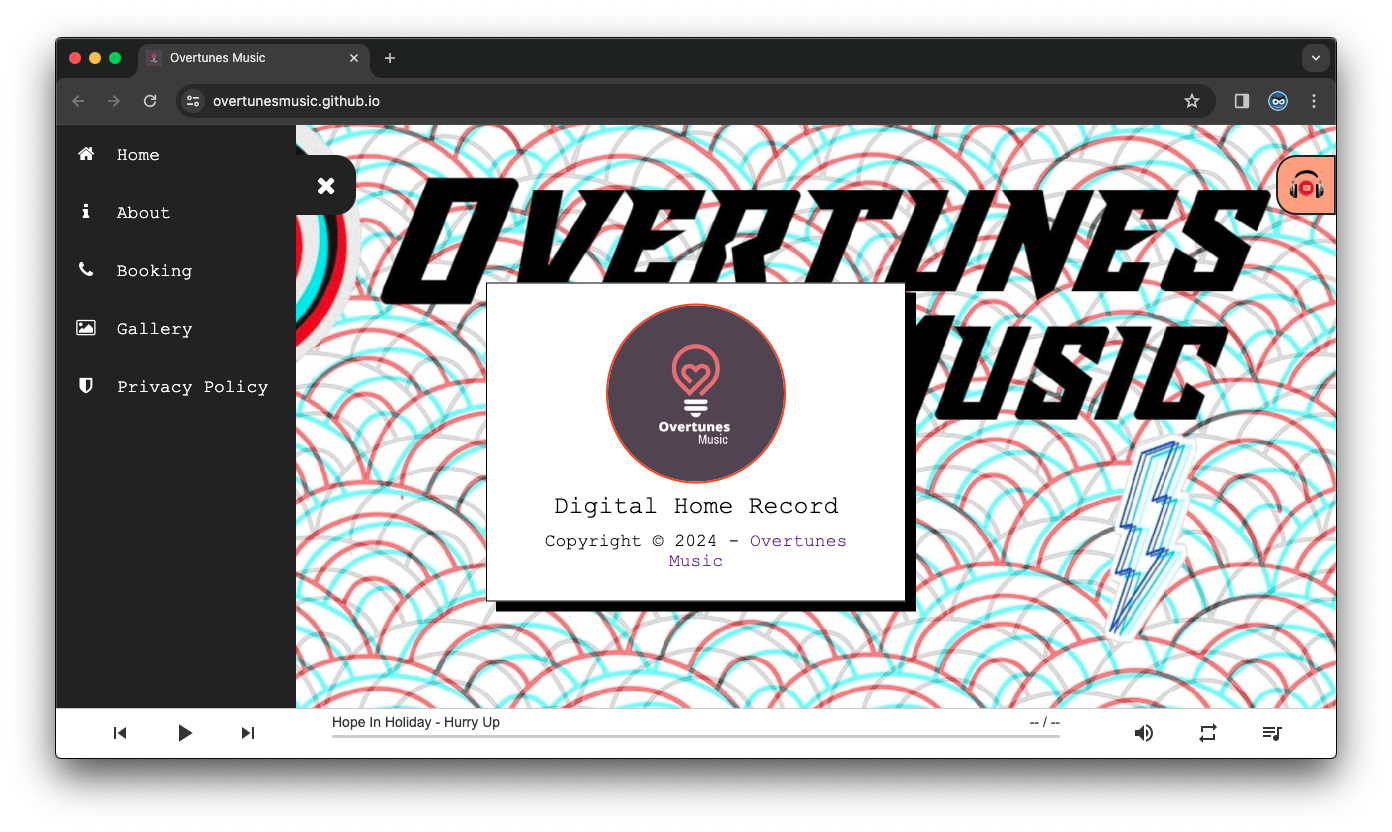 Overtunes Music
overtunesmusic.github.io
Home
About
Booking
Gallery
Privacy Policy
OVERTUNES
MUSIC
Overtunes
Music
Digital Home Record
Copyright © 2024 - Overtunes
Music
Hope In Holiday - Hurry Up
-- / --